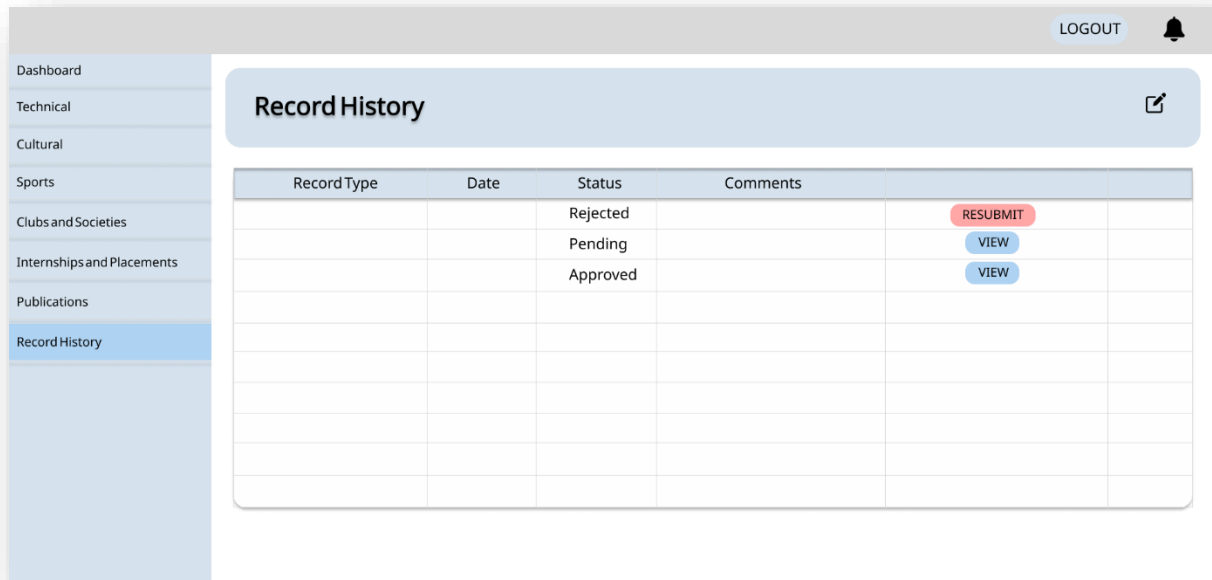 LOGOUT
Dashboard
Technical
Cultural
Sports
Clubs and Societies
Internships and Placements
Publications
Record History
Record History
Record Type Date Status Comments
Rejected RESUBMIT
Pending VIEW
Approved VIEW